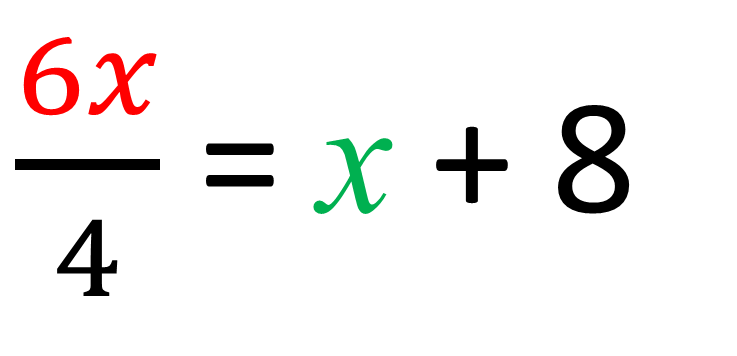 6x
4
= x + 8